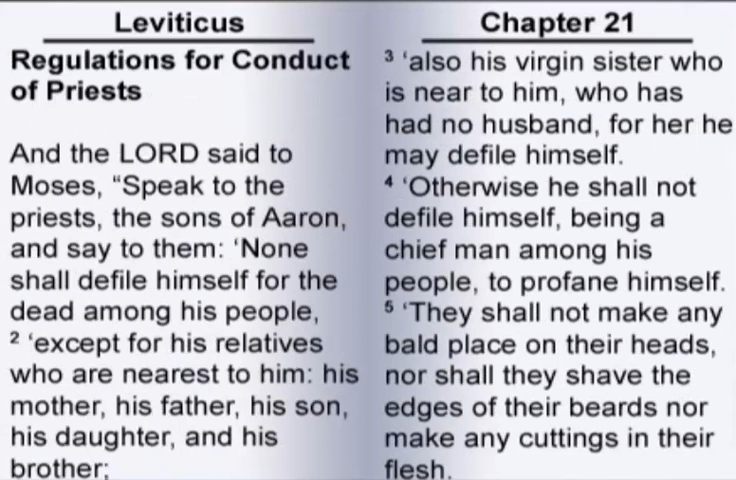 Leviticus
Regulations for Conduct
of Priests
And the LORD said to
Moses, “Speak to the
priests, the sons of Aaron,
and say to them: ‘None
shall defile himself for the
dead among his people,
² ‘except for his relatives
who are nearest to him: his
mother, his father, his son,
his daughter, and his
brother;
Chapter 21
³ ‘also his virgin sister who
is near to him, who has
had no husband, for her he
may defile himself.
⁴ ‘Otherwise he shall not
defile himself, being a
chief man among his
people, to profane himself.
⁵ ‘They shall not make any
bald place on their heads,
nor shall they shave the
edges of their beards nor
make any cuttings in their
flesh.